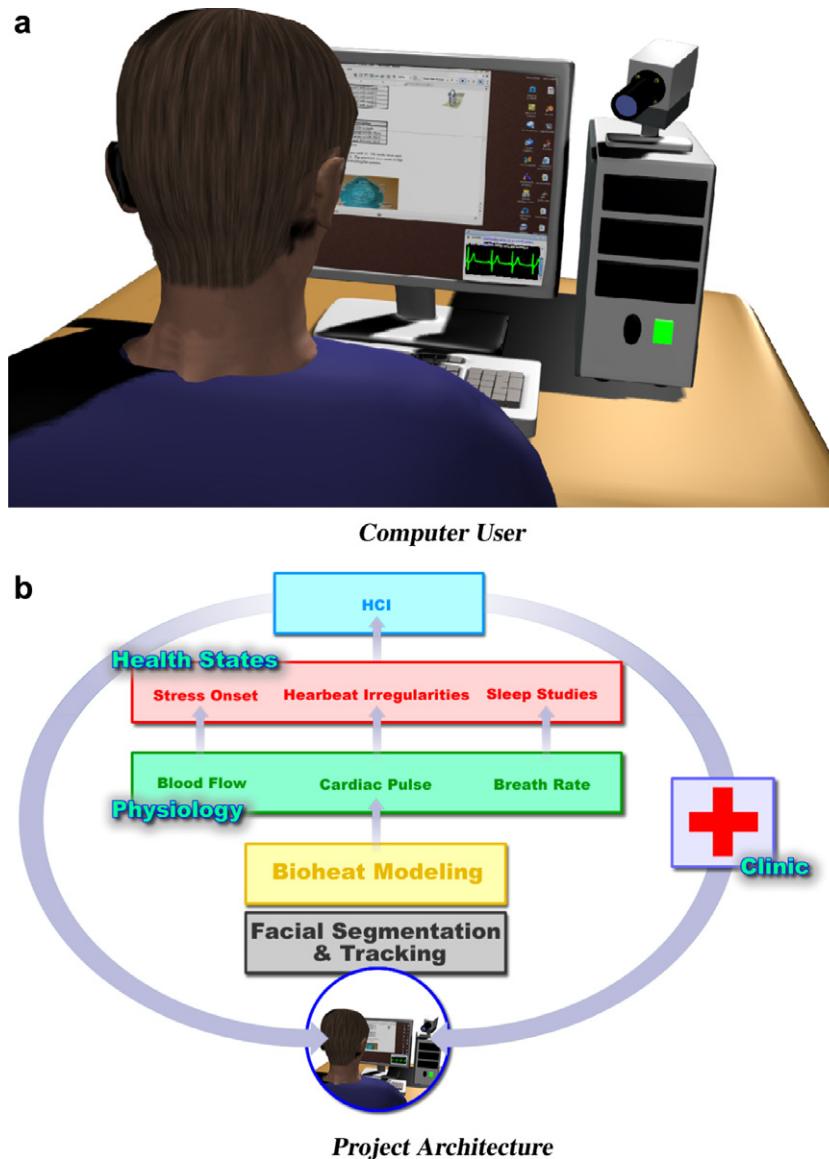 a
Computer User
b
HCI
Health States
Stress Onset Hearbeat Irregularities Sleep Studies
Blood Flow Cardiac Pulse Breath Rate
Physiology
Bioheat Modeling
Clinic
Facial Segmentation
& Tracking
Project Architecture